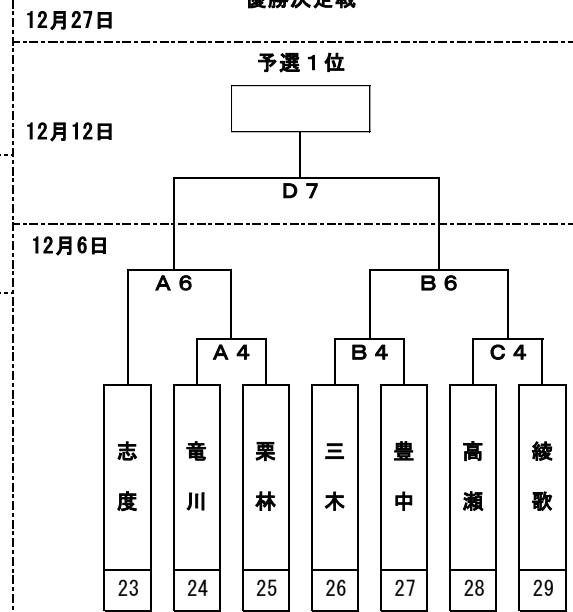 優勝決定戦
12月27日
予選１位
12月12日
Ｄ７
12月6日
Ａ６
Ｂ６
Ａ４
Ｂ４
Ｃ４
志度
竜川
栗林
三木
豊中
高瀬
綾歌
23
24
25
26
27
28
29